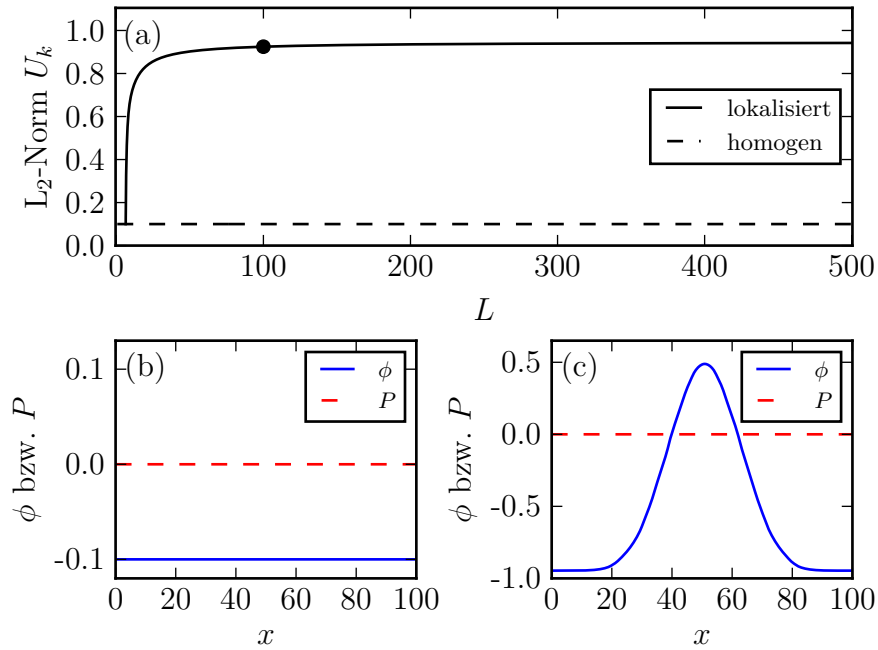 (a)
L₂-Norm U_k
1.0
0.8
0.6
0.4
0.2
0.0
lokalisiert
homogen
0 100 200 300 400 500
L
(b)
ϕ bzw. P
0.1
0.0
-0.1
ϕ
P
0 20 40 60 80 100
x
(c)
ϕ bzw. P
0.5
0.0
-0.5
-1.0
ϕ
P
0 20 40 60 80 100
x